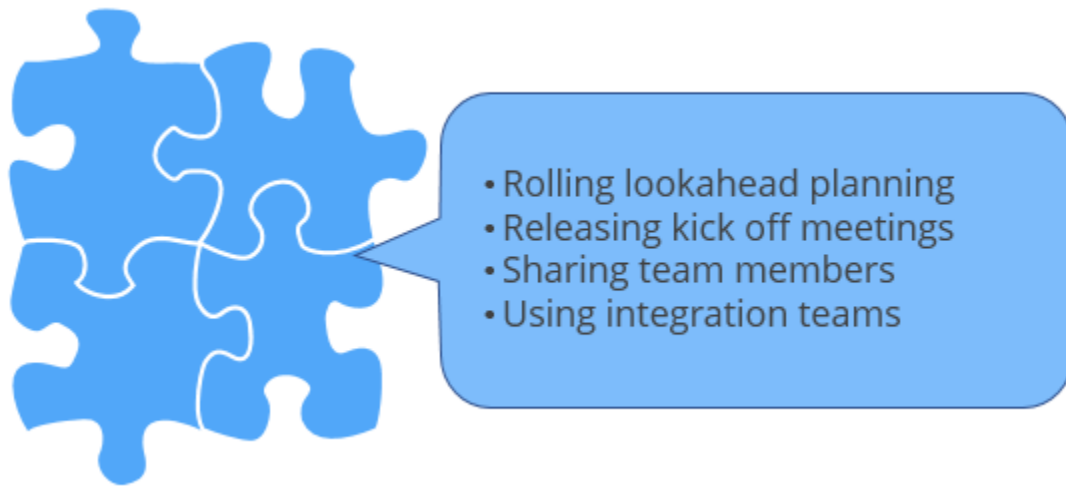 • Rolling lookahead planning
• Releasing kick off meetings
• Sharing team members
• Using integration teams